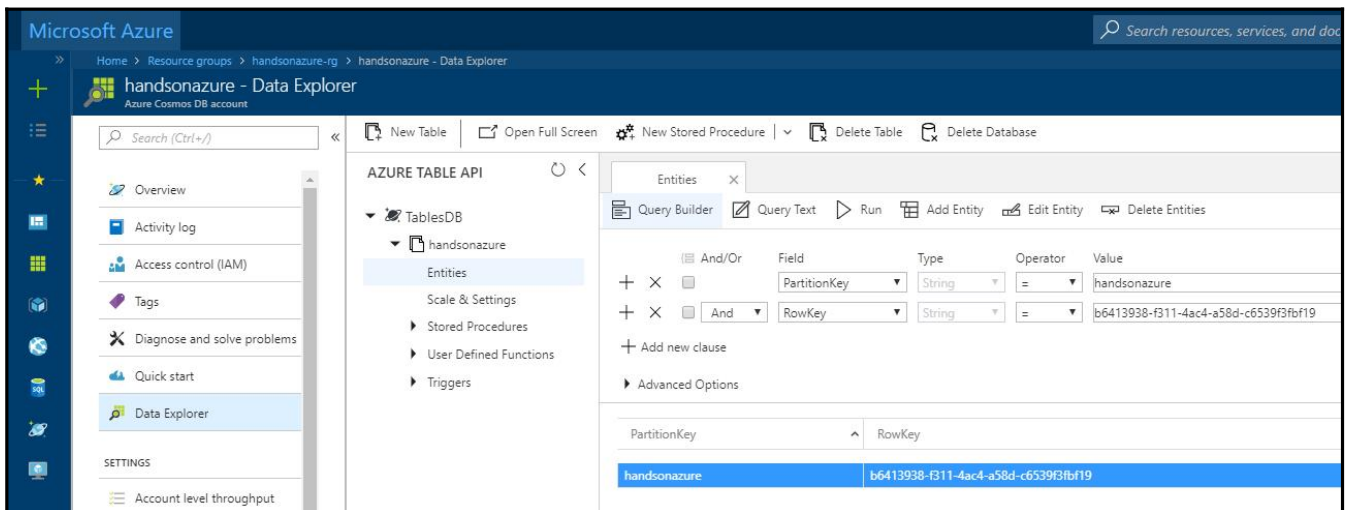 Microsoft Azure
Search resources, services, and doc
Home > Resource groups > handsonazure-rg > handsonazure - Data Explorer
handsonazure - Data Explorer
Azure Cosmos DB account
Search (Ctrl+/)
Overview
Activity log
Access control (IAM)
Tags
Diagnose and solve problems
Quick start
Data Explorer
SETTINGS
Account level throughput
New Table
Open Full Screen
New Stored Procedure
Delete Table
Delete Database
AZURE TABLE API
TablesDB
handsonazure
Entities
Scale & Settings
Stored Procedures
User Defined Functions
Triggers
Entities
Query Builder
Query Text
Run
Add Entity
Edit Entity
Delete Entities
And/Or Field Type Operator Value
PartitionKey String = handsonazure
And RowKey String = b6413938-f311-4ac4-a58d-c6539f3fbf19
Add new clause
Advanced Options
PartitionKey RowKey
handsonazure b6413938-f311-4ac4-a58d-c6539f3fbf19